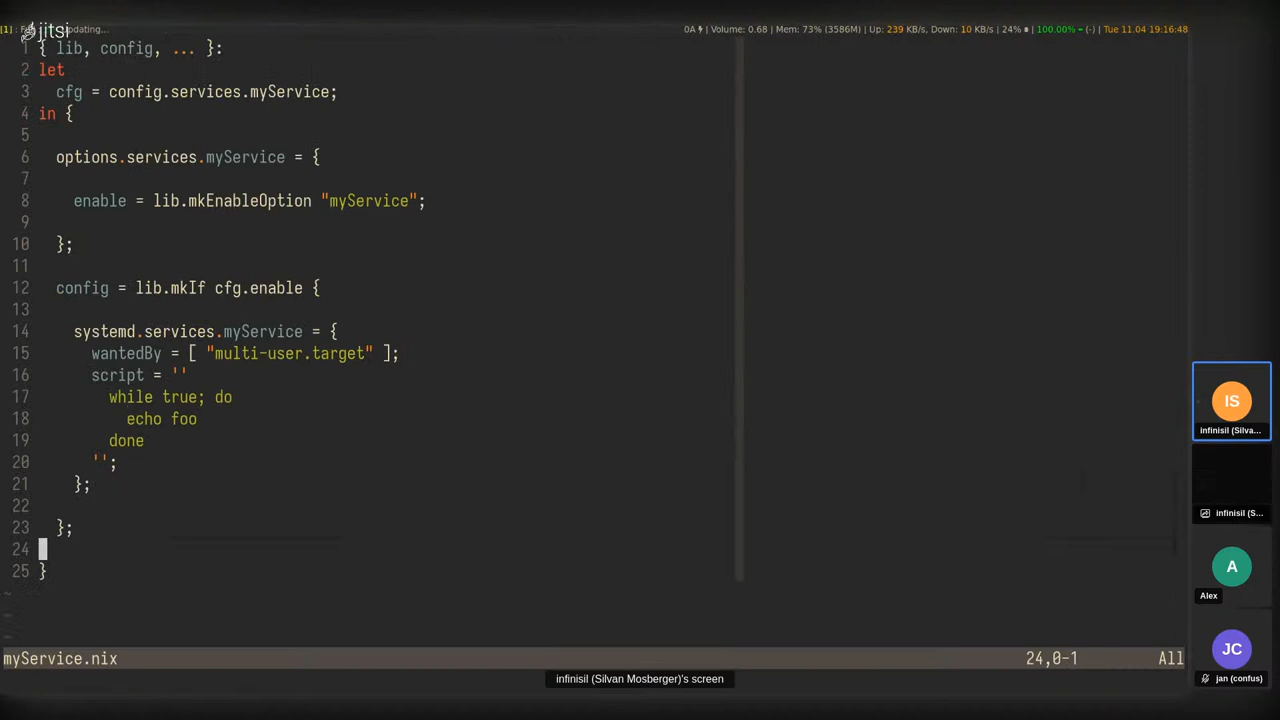 jitsi
[1] : pdating...
0A | Volume: 0.68 | Mem: 73% (3586M) | Up: 239 KB/s, Down: 10 KB/s | 24% | 100.00% = (-) | Tue 11.04 19:16:48
1 { lib, config, ... }:
2 let
3 cfg = config.services.myService;
4 in {
5
6 options.services.myService = {
7
8 enable = lib.mkEnableOption "myService";
9
10 };
11
12 config = lib.mkIf cfg.enable {
13
14 systemd.services.myService = {
15 wantedBy = [ "multi-user.target" ];
16 script = ''
17 while true; do
18 echo foo
19 done
20 '';
21 };
22
23 };
24
25 }
~
~
~
myService.nix 24,0-1 All
infinisil (Silvan Mosberger)'s screen
IS
infinisil (Silva...
infinisil (S...
A
Alex
JC
jan (confus)